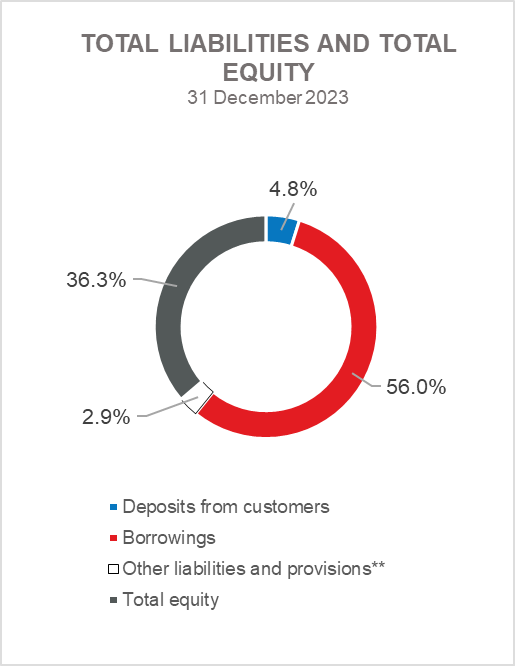 TOTAL LIABILITIES AND TOTAL
EQUITY
31 December 2023
4.8%
36.3%
56.0%
2.9%
Deposits from customers
Borrowings
Other liabilities and provisions**
Total equity